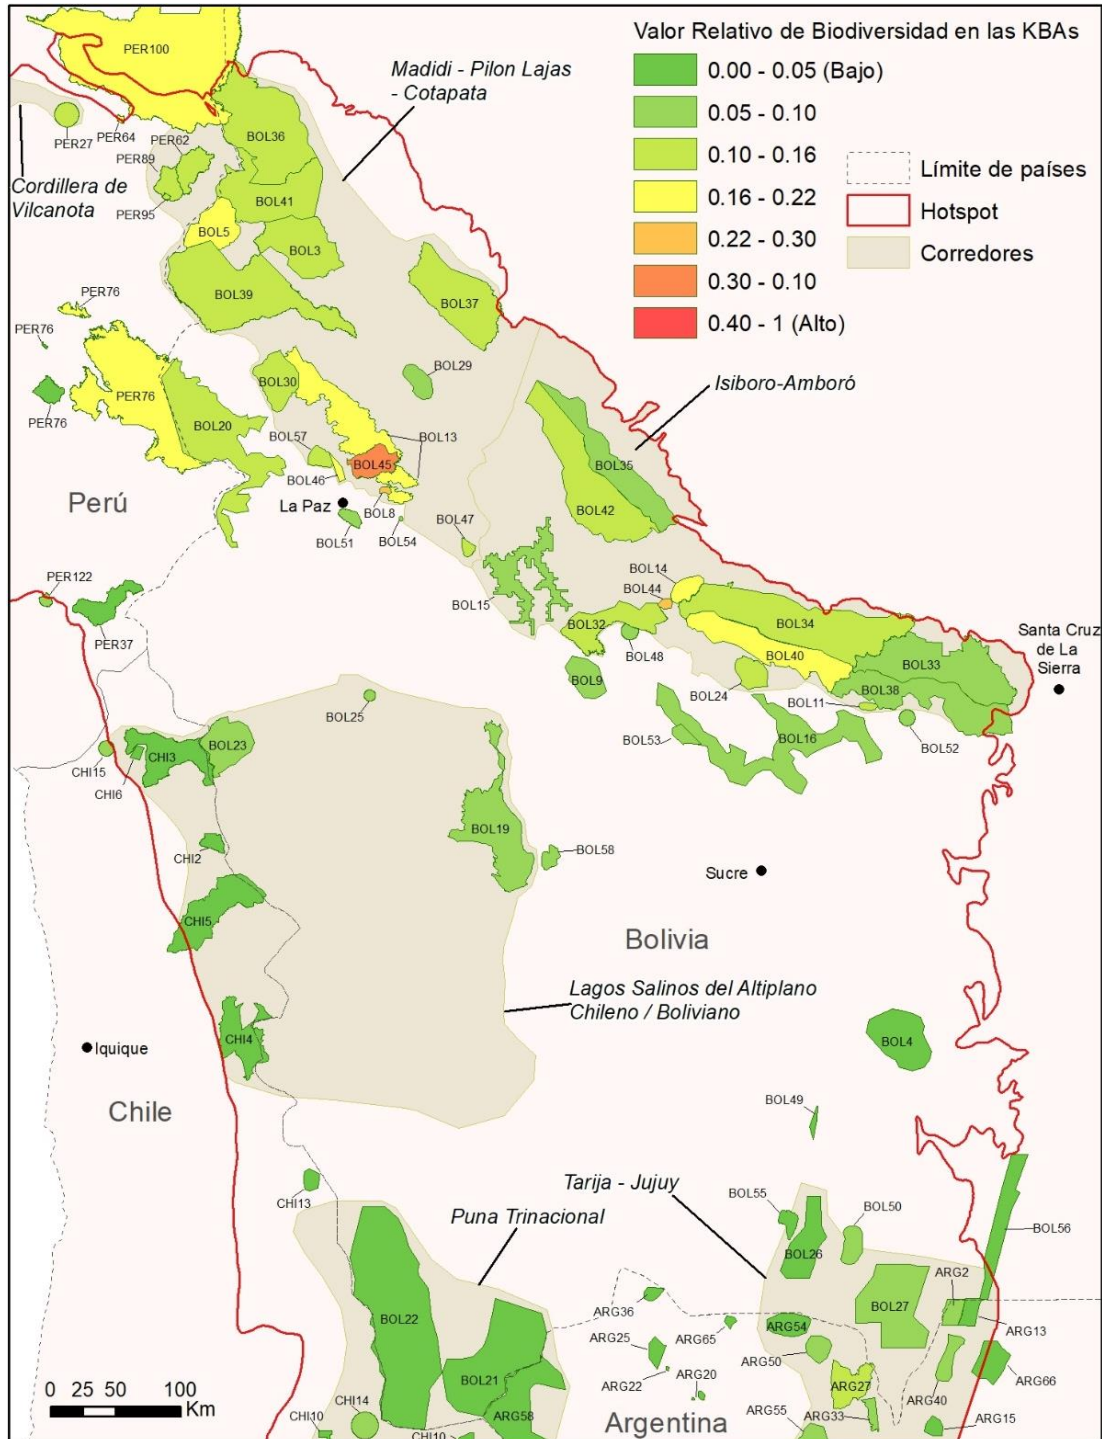 Valor Relativo de Biodiversidad en las KBAs
0.00 - 0.05 (Bajo)
0.05 - 0.10
0.10 - 0.16
0.16 - 0.22
0.22 - 0.30
0.30 - 0.10
0.40 - 1 (Alto)
Límite de países
Hotspot
Corredores
PER100
Madidi - Pilon Lajas
- Cotapata
PER27
PER64
PER62
PER89
PER95
Cordillera de
Vilcanota
BOL36
BOL41
BOL5
BOL3
BOL39
BOL37
PER76
PER76
PER76
PER76
BOL29
BOL30
BOL20
BOL13
BOL57
BOL45
BOL46
Isiboro-Amboró
BOL35
BOL42
Perú
La Paz
BOL8
BOL51
BOL54
BOL47
PER122
PER37
BOL15
BOL14
BOL44
BOL32
BOL34
BOL48
BOL40
BOL33
Santa Cruz
de La
Sierra
BOL9
BOL24
BOL38
BOL11
BOL16
BOL53
BOL52
BOL25
BOL23
CHI3
CHI15
CHI6
BOL19
BOL58
CHI2
Sucre
CHI5
Bolivia
Lagos Salinos del Altiplano
Chileno / Boliviano
CHI4
Iquique
BOL4
Chile
BOL49
CHI13
Tarija - Jujuy
Puna Trinacional
BOL55
BOL50
BOL26
BOL56
ARG2
BOL27
ARG36
BOL22
ARG54
ARG13
ARG25
ARG65
ARG50
ARG22
ARG20
ARG66
BOL21
ARG27
ARG40
0 25 50 100
Km
CHI14
CHI10
CHI10
ARG58
Argentina
ARG55
ARG33
ARG15